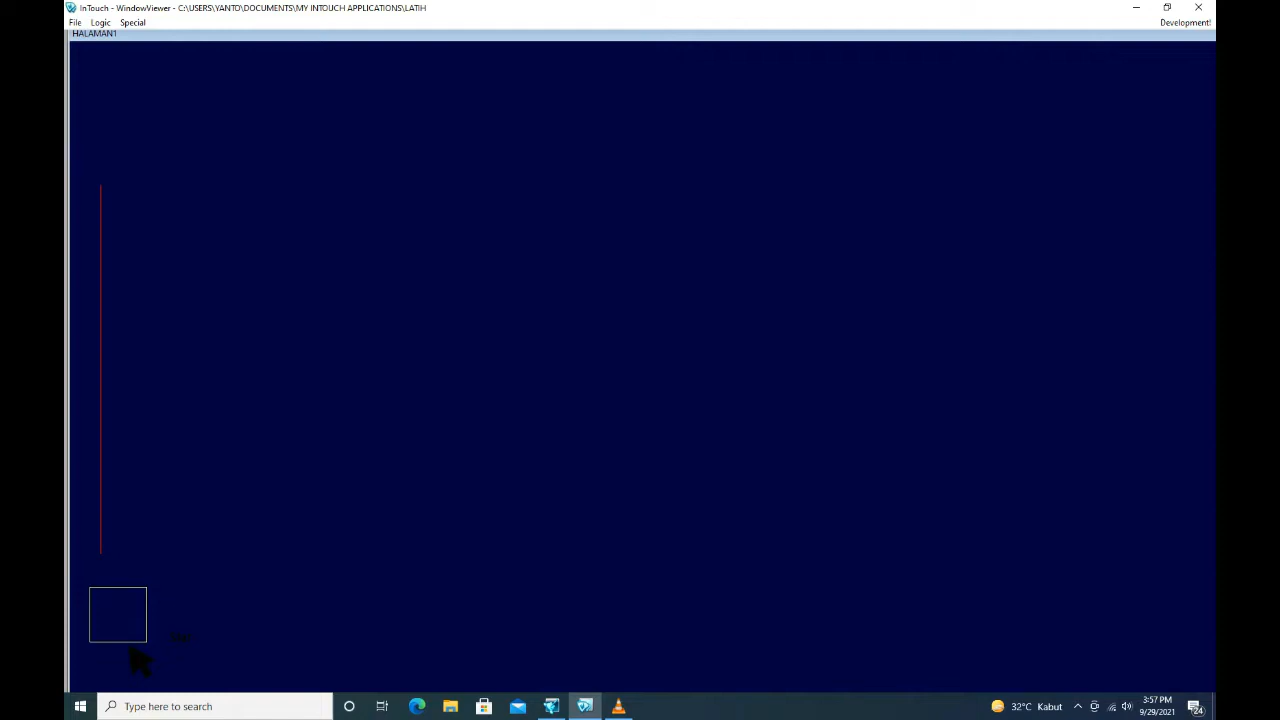 InTouch - WindowViewer - C:\USERS\YANTO\DOCUMENTS\MY INTOUCH APPLICATIONS\LATIH
File Logic Special Development!
HALAMAN1
Type here to search
32°C Kabut
3:57 PM
9/29/2021
24